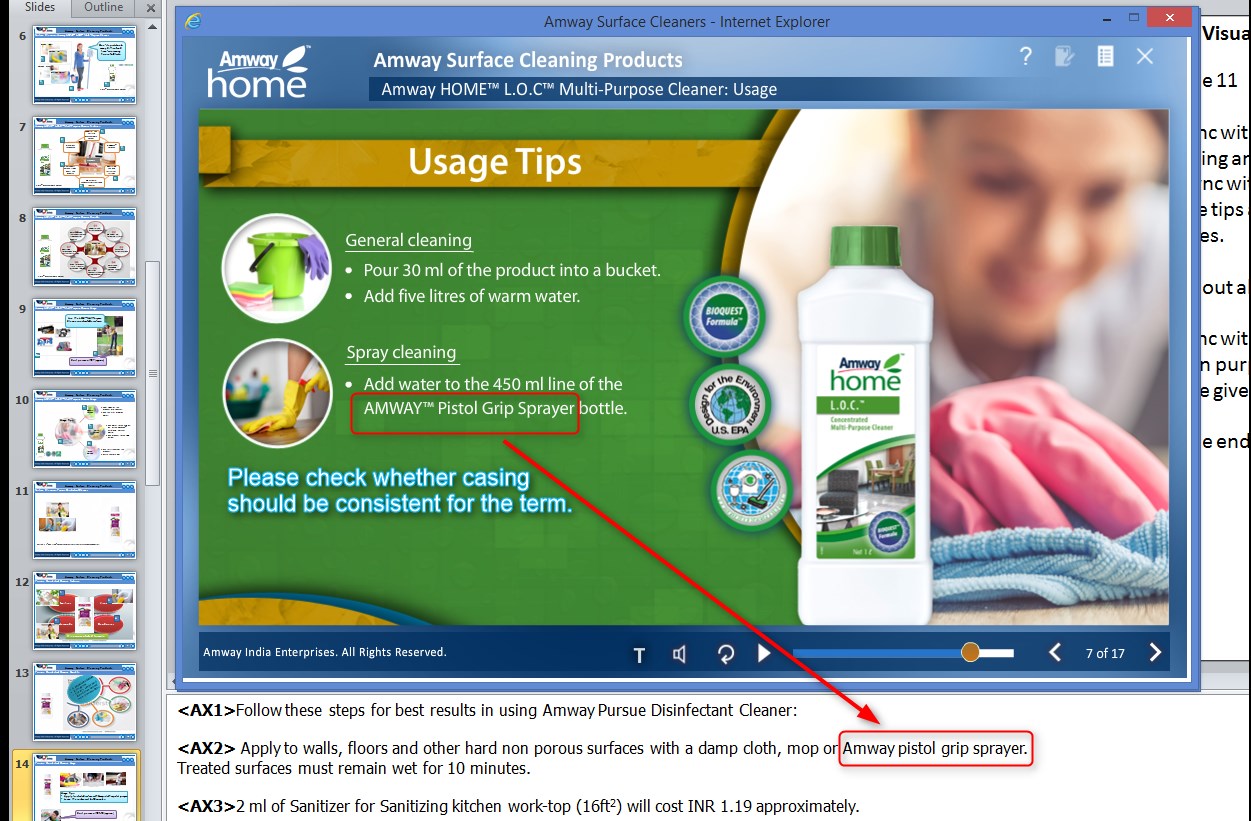 Slides Outline
Amway Surface Cleaners - Internet Explorer
Amway™
home™
Amway Surface Cleaning Products
Amway HOME™ L.O.C™ Multi-Purpose Cleaner: Usage
Usage Tips
General cleaning
• Pour 30 ml of the product into a bucket.
• Add five litres of warm water.
Spray cleaning
• Add water to the 450 ml line of the
AMWAY™ Pistol Grip Sprayer bottle.
Please check whether casing
should be consistent for the term.
BIOQUEST
Formula™
Design for the Environment
U.S. EPA
Amway
home™
L.O.C.™
Concentrated
Multi-Purpose Cleaner
BIOQUEST
Formula
Amway India Enterprises. All Rights Reserved.
T
7 of 17
6
7
8
9
10
11
12
13
14
Visua
e 11
nc wit
ing ar
nc wi
e tips
es.
out al
nc wit
n purp
e give
e end
<AX1>Follow these steps for best results in using Amway Pursue Disinfectant Cleaner:
<AX2> Apply to walls, floors and other hard non porous surfaces with a damp cloth, mop or Amway pistol grip sprayer.
Treated surfaces must remain wet for 10 minutes.
<AX3>2 ml of Sanitizer for Sanitizing kitchen work-top (16ft²) will cost INR 1.19 approximately.